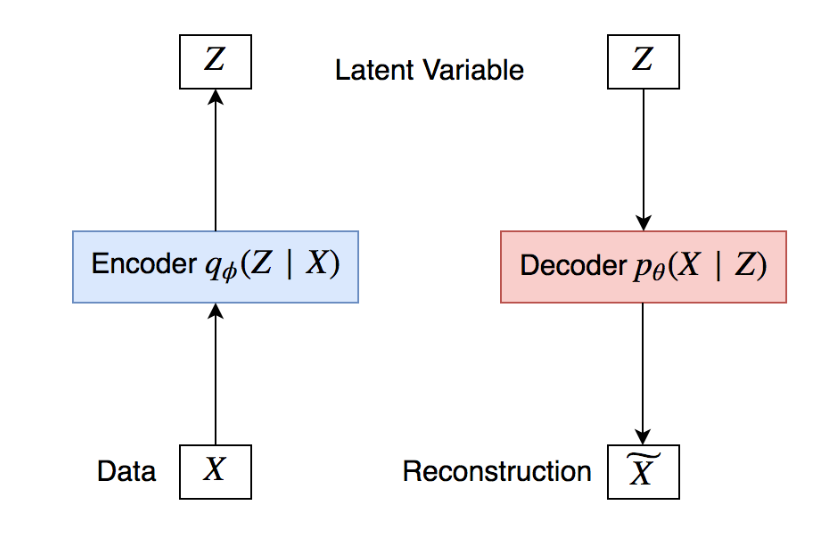 Z Latent Variable Z
Encoder qϕ(Z | X) Decoder pθ(X | Z)
Data X Reconstruction X̃